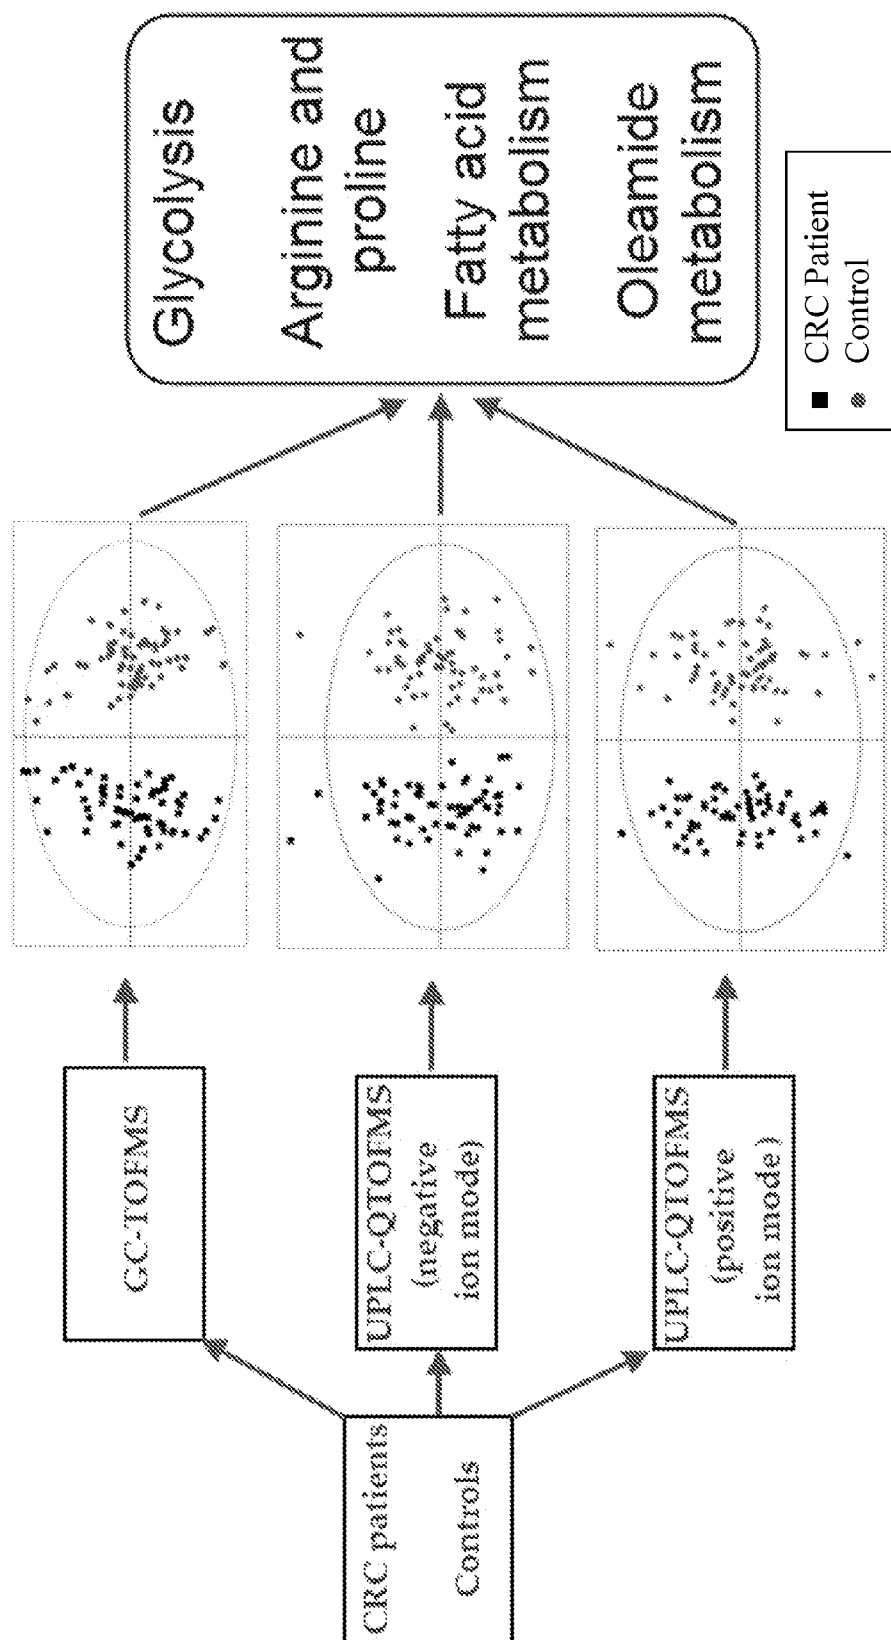 CRC patients
Controls
GC-TOFMS
UPLC-QTOFMS
(negative
ion mode)
UPLC-QTOFMS
(positive
ion mode)
Glycolysis
Arginine and
proline
Fatty acid
metabolism
Oleamide
metabolism
CRC Patient
Control